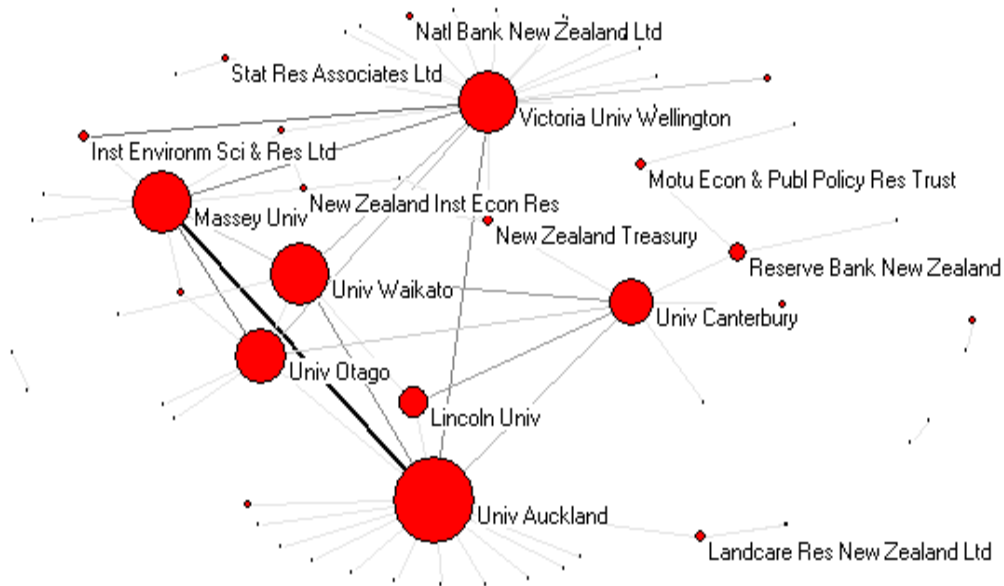 Natl Bank New Zealand Ltd
Stat Res Associates Ltd
Victoria Univ Wellington
Inst Environm Sci & Res Ltd
Motu Econ & Publ Policy Res Trust
New Zealand Inst Econ Res
Massey Univ
New Zealand Treasury
Reserve Bank New Zealand
Univ Waikato
Univ Canterbury
Univ Otago
Lincoln Univ
Univ Auckland
Landcare Res New Zealand Ltd